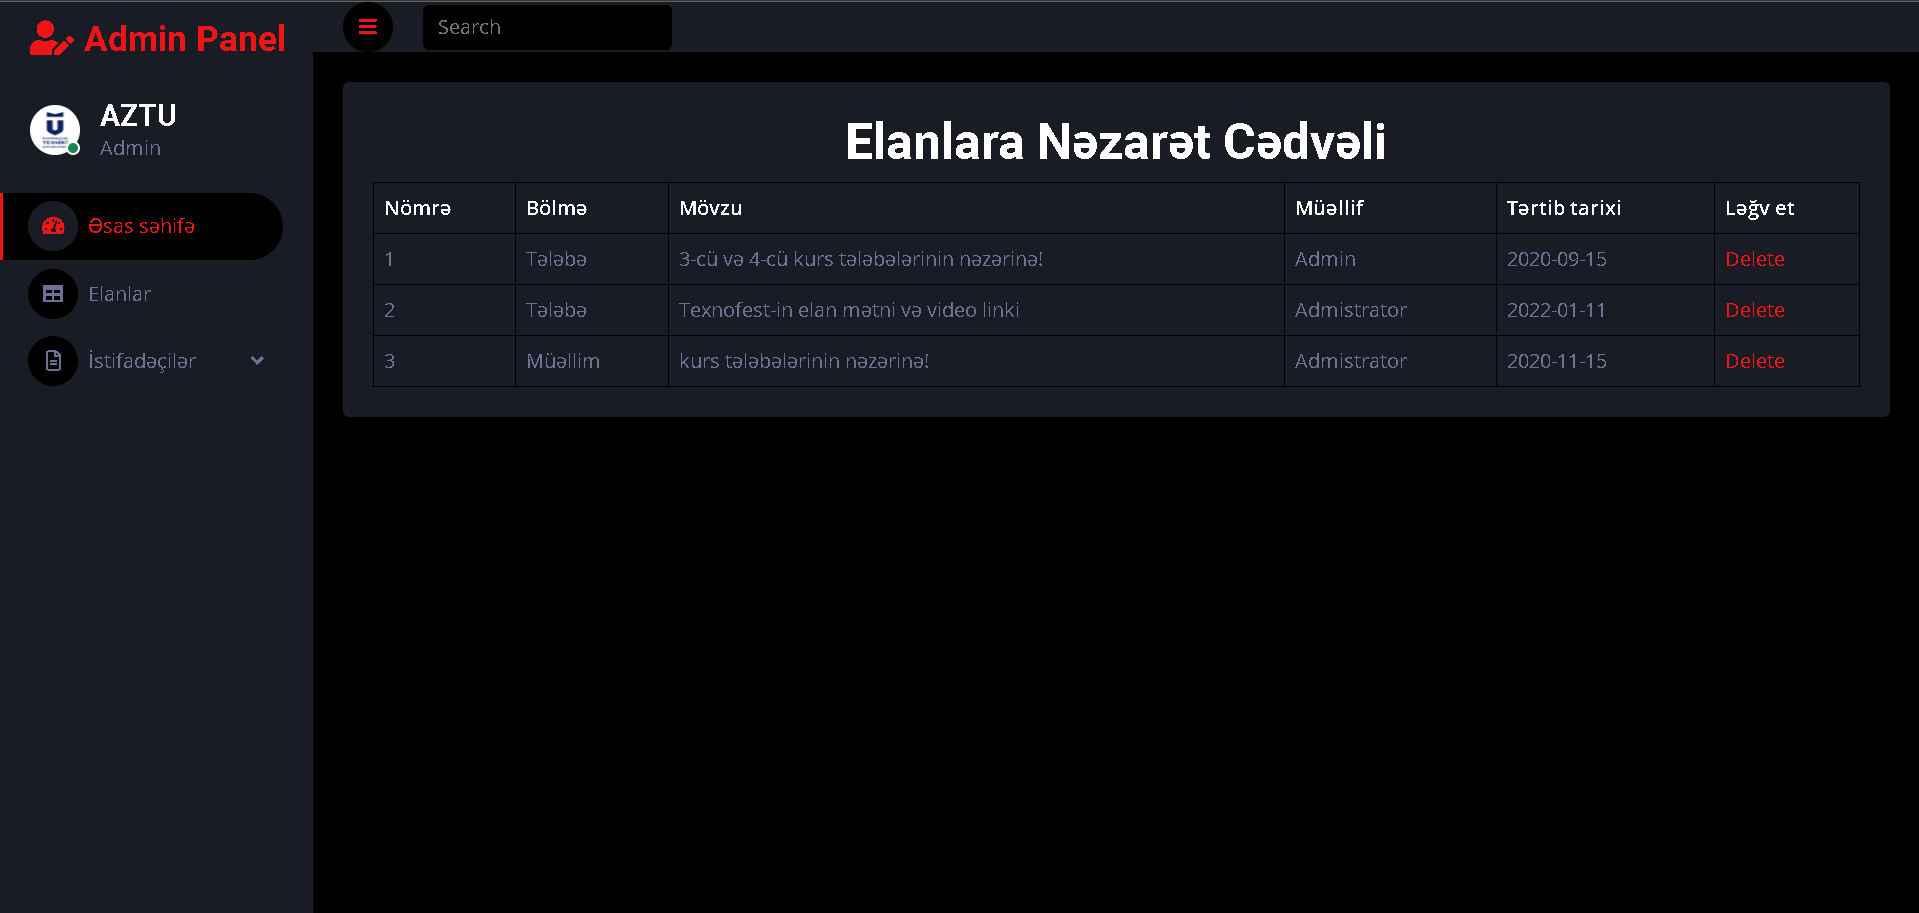 Admin Panel
Search
AZTU
Admin
Əsas səhifə
Elanlar
İstifadəçilər
Elanlara Nəzarət Cədvəli
Nömrə Bölmə Mövzu Müəllif Tərtib tarixi Ləğv et
1 Tələbə 3-cü və 4-cü kurs tələbələrinin nəzərinə! Admin 2020-09-15 Delete
2 Tələbə Texnofest-in elan mətni və video linki Admistrator 2022-01-11 Delete
3 Müəllim kurs tələbələrinin nəzərinə! Admistrator 2020-11-15 Delete